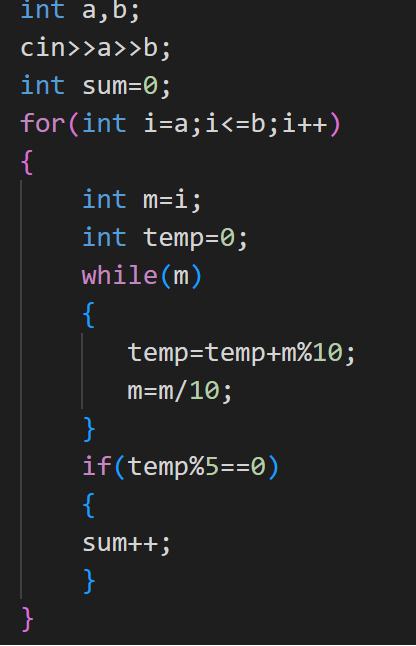 int a,b;
cin>>a>>b;
int sum=0;
for(int i=a;i<=b;i++)
{
int m=i;
int temp=0;
while(m)
{
temp=temp+m%10;
m=m/10;
}
if(temp%5==0)
{
sum++;
}
}